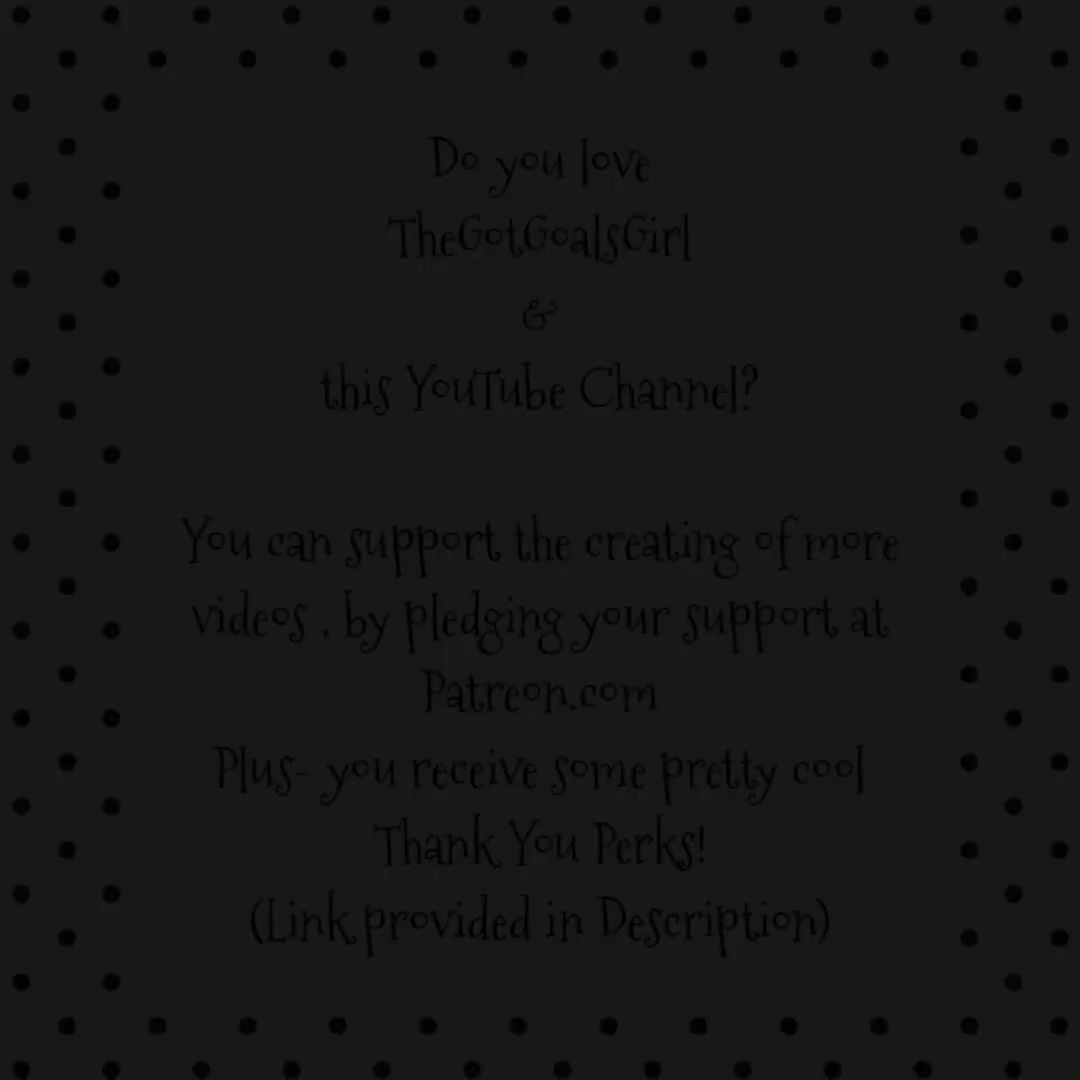 Do you love
TheGotGoalsGirl
&
this YouTube Channel?
You can support the creating of more
videos , by pledging your support at
Patreon.com
Plus- you receive some pretty cool
Thank You Perks!
(Link provided in Description)